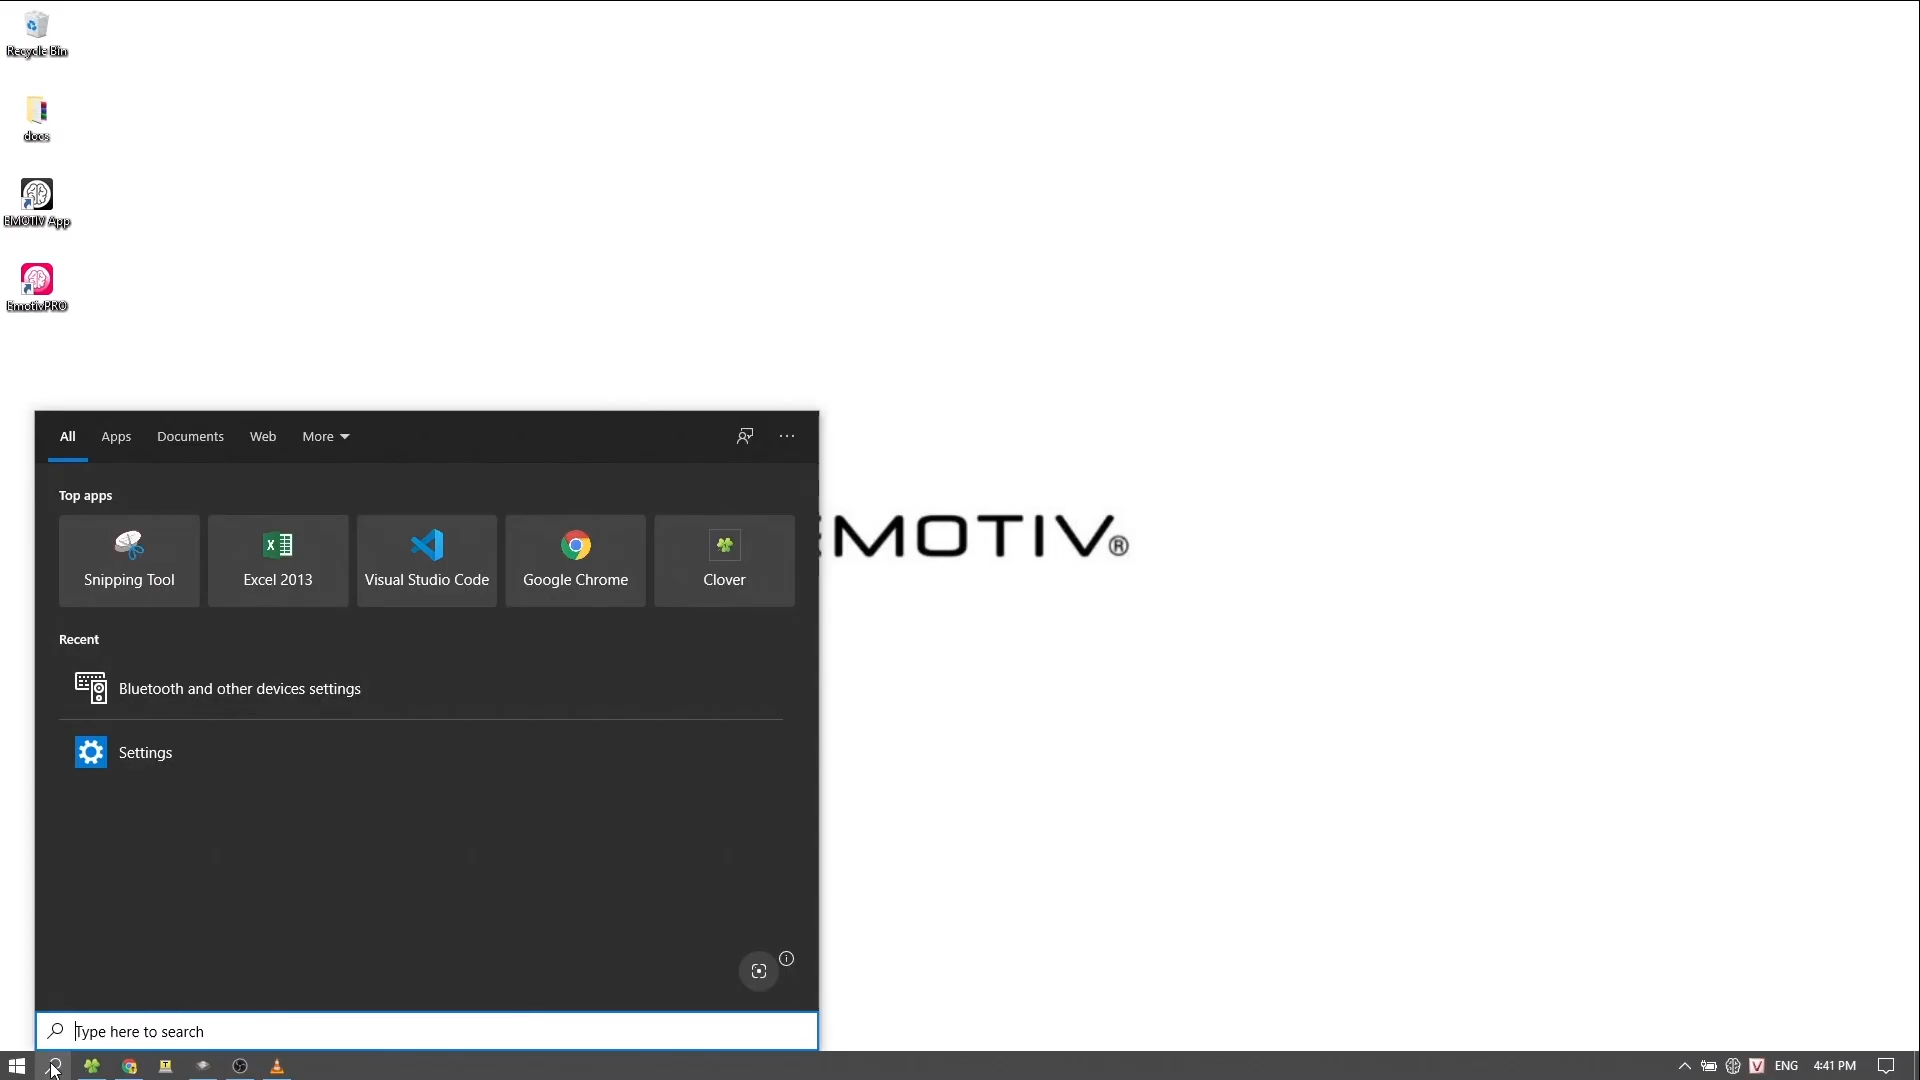 Recycle Bin
docs
EMOTIV App
EmotivPRO
All Apps Documents Web More
Top apps
Snipping Tool Excel 2013 Visual Studio Code Google Chrome Clover
MOTIV®
Recent
Bluetooth and other devices settings
Settings
Type here to search
ENG 4:41 PM